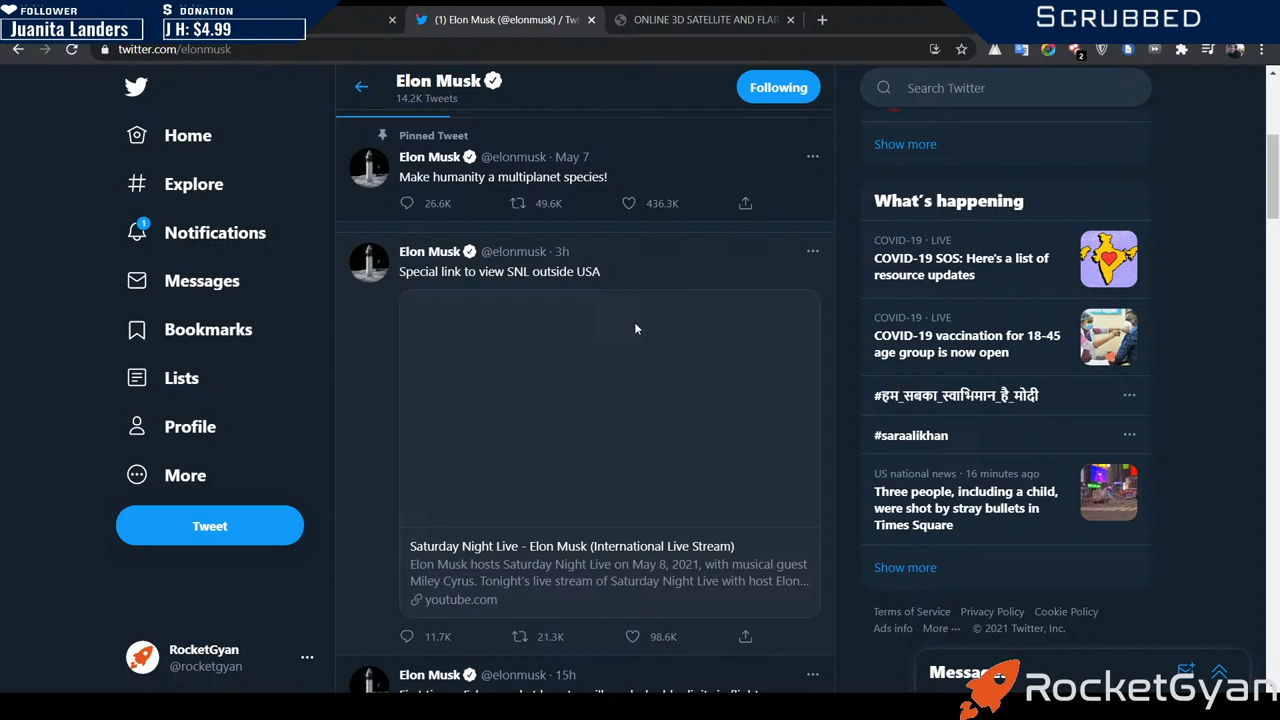 FOLLOWER
Juanita Landers
$ DONATION
J H: $4.99
SCRUBBED
(1) Elon Musk (@elonmusk) / Twi
ONLINE 3D SATELLITE AND FLAR
twitter.com/elonmusk
2
Elon Musk
14.2K Tweets
Following
Search Twitter
Home
Explore
1
Notifications
Messages
Bookmarks
Lists
Profile
More
Tweet
RocketGyan
@rocketgyan
Pinned Tweet
Elon Musk @elonmusk · May 7
Make humanity a multiplanet species!
26.6K 49.6K 436.3K
Elon Musk @elonmusk · 3h
Special link to view SNL outside USA
Saturday Night Live - Elon Musk (International Live Stream)
Elon Musk hosts Saturday Night Live on May 8, 2021, with musical guest
Miley Cyrus. Tonight's live stream of Saturday Night Live with host Elon...
youtube.com
11.7K 21.3K 98.6K
Elon Musk @elonmusk · 15h
Show more
What's happening
COVID-19 · LIVE
COVID-19 SOS: Here's a list of
resource updates
COVID-19 · LIVE
COVID-19 vaccination for 18-45
age group is now open
#हम_सबका_स्वाभिमान_है_मोदी
#saraalikhan
US national news · 16 minutes ago
Three people, including a child,
were shot by stray bullets in
Times Square
Show more
Terms of Service Privacy Policy Cookie Policy
Ads info More ··· © 2021 Twitter, Inc.
RocketGyan